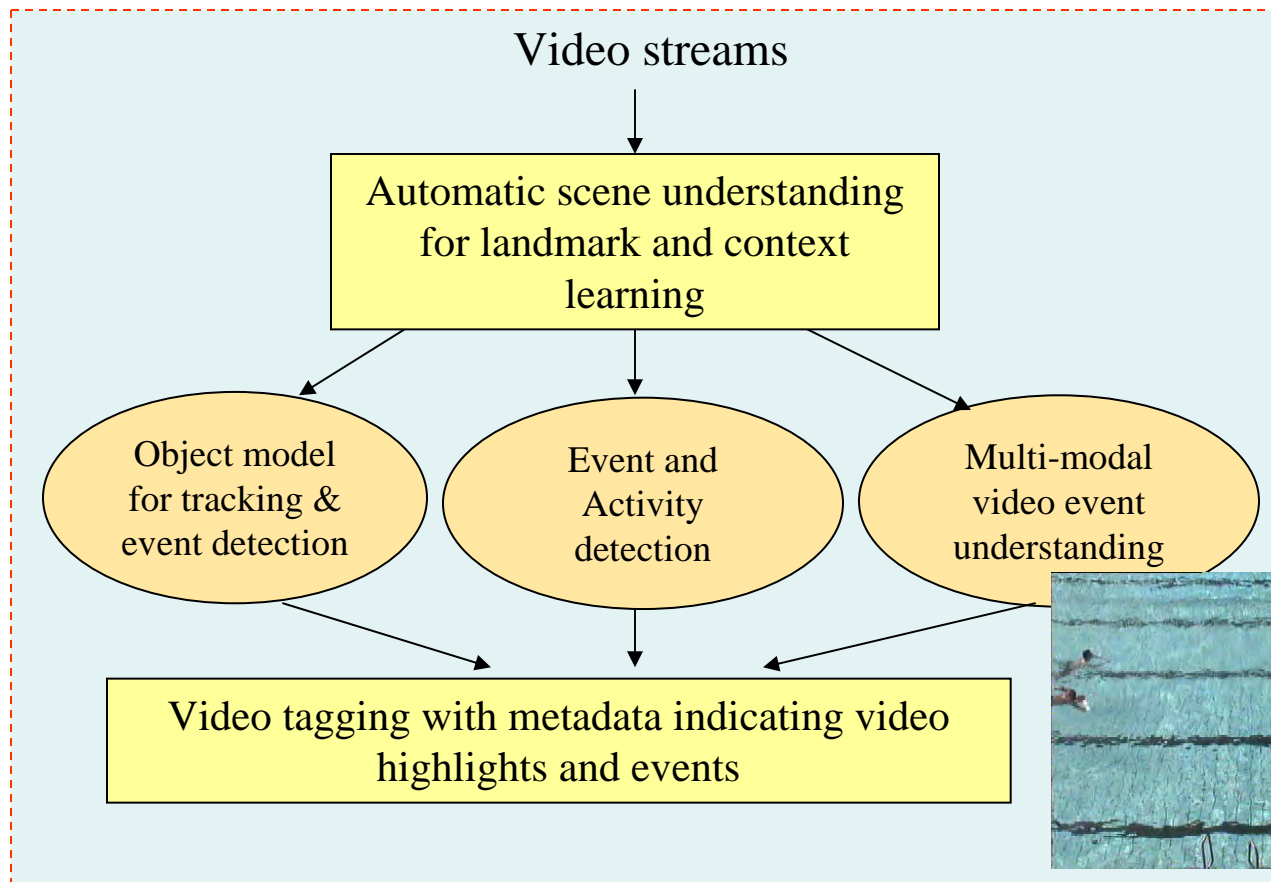 Video streams
Automatic scene understanding
for landmark and context
learning
Object model
for tracking &
event detection
Event and
Activity
detection
Multi-modal
video event
understanding
Video tagging with metadata indicating video
highlights and events